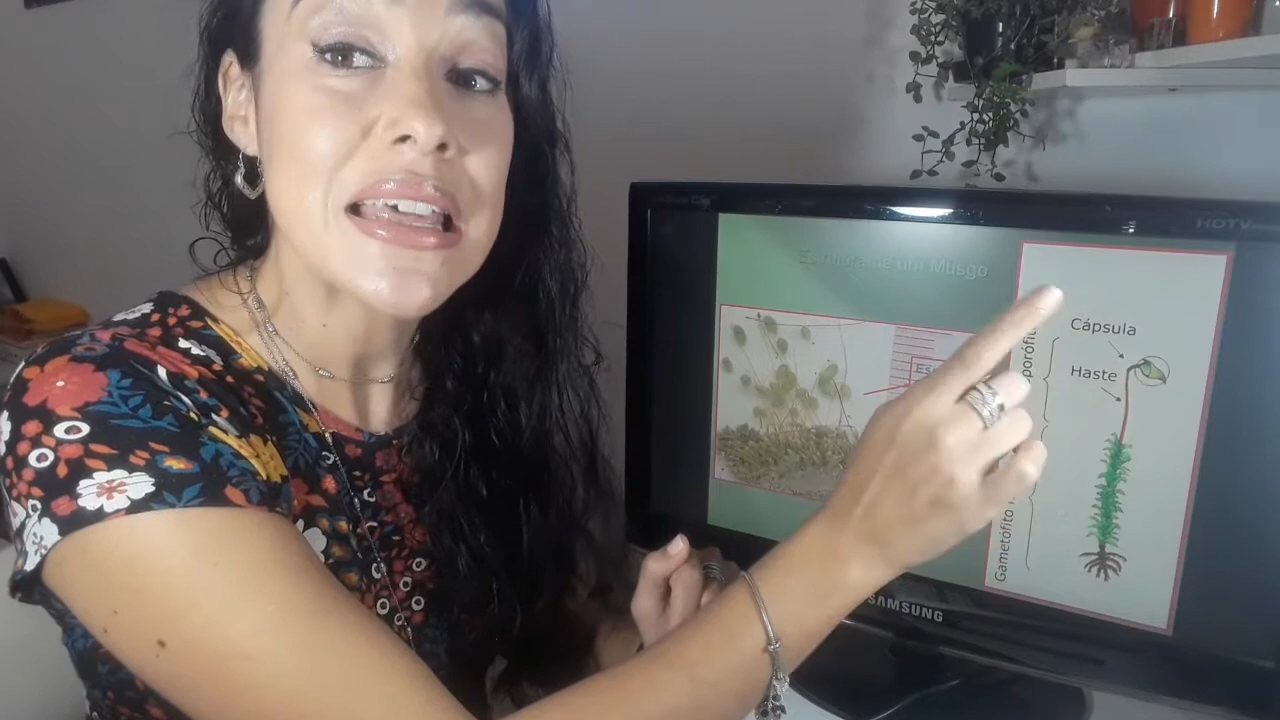 HDTV
Estrutura de um Musgo
Cápsula
Haste
Gametófito
SAMSUNG